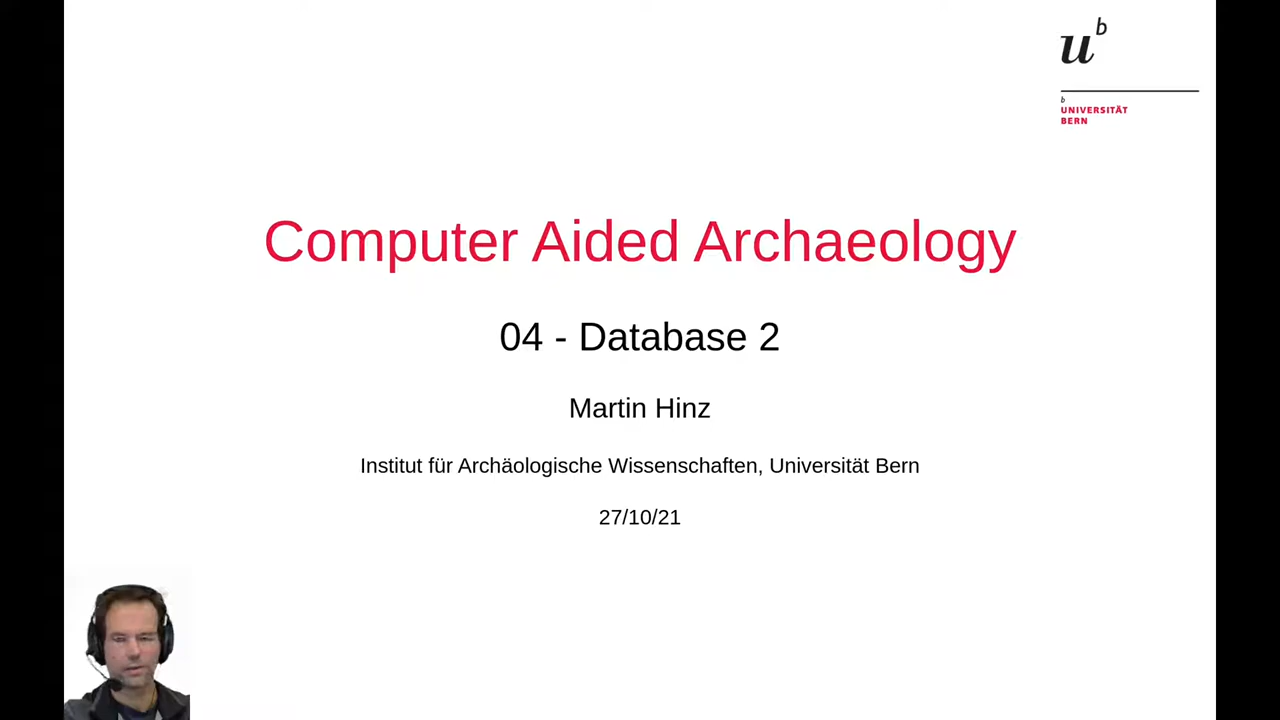 u b
b
UNIVERSITÄT
BERN
Computer Aided Archaeology
04 - Database 2
Martin Hinz
Institut für Archäologische Wissenschaften, Universität Bern
27/10/21